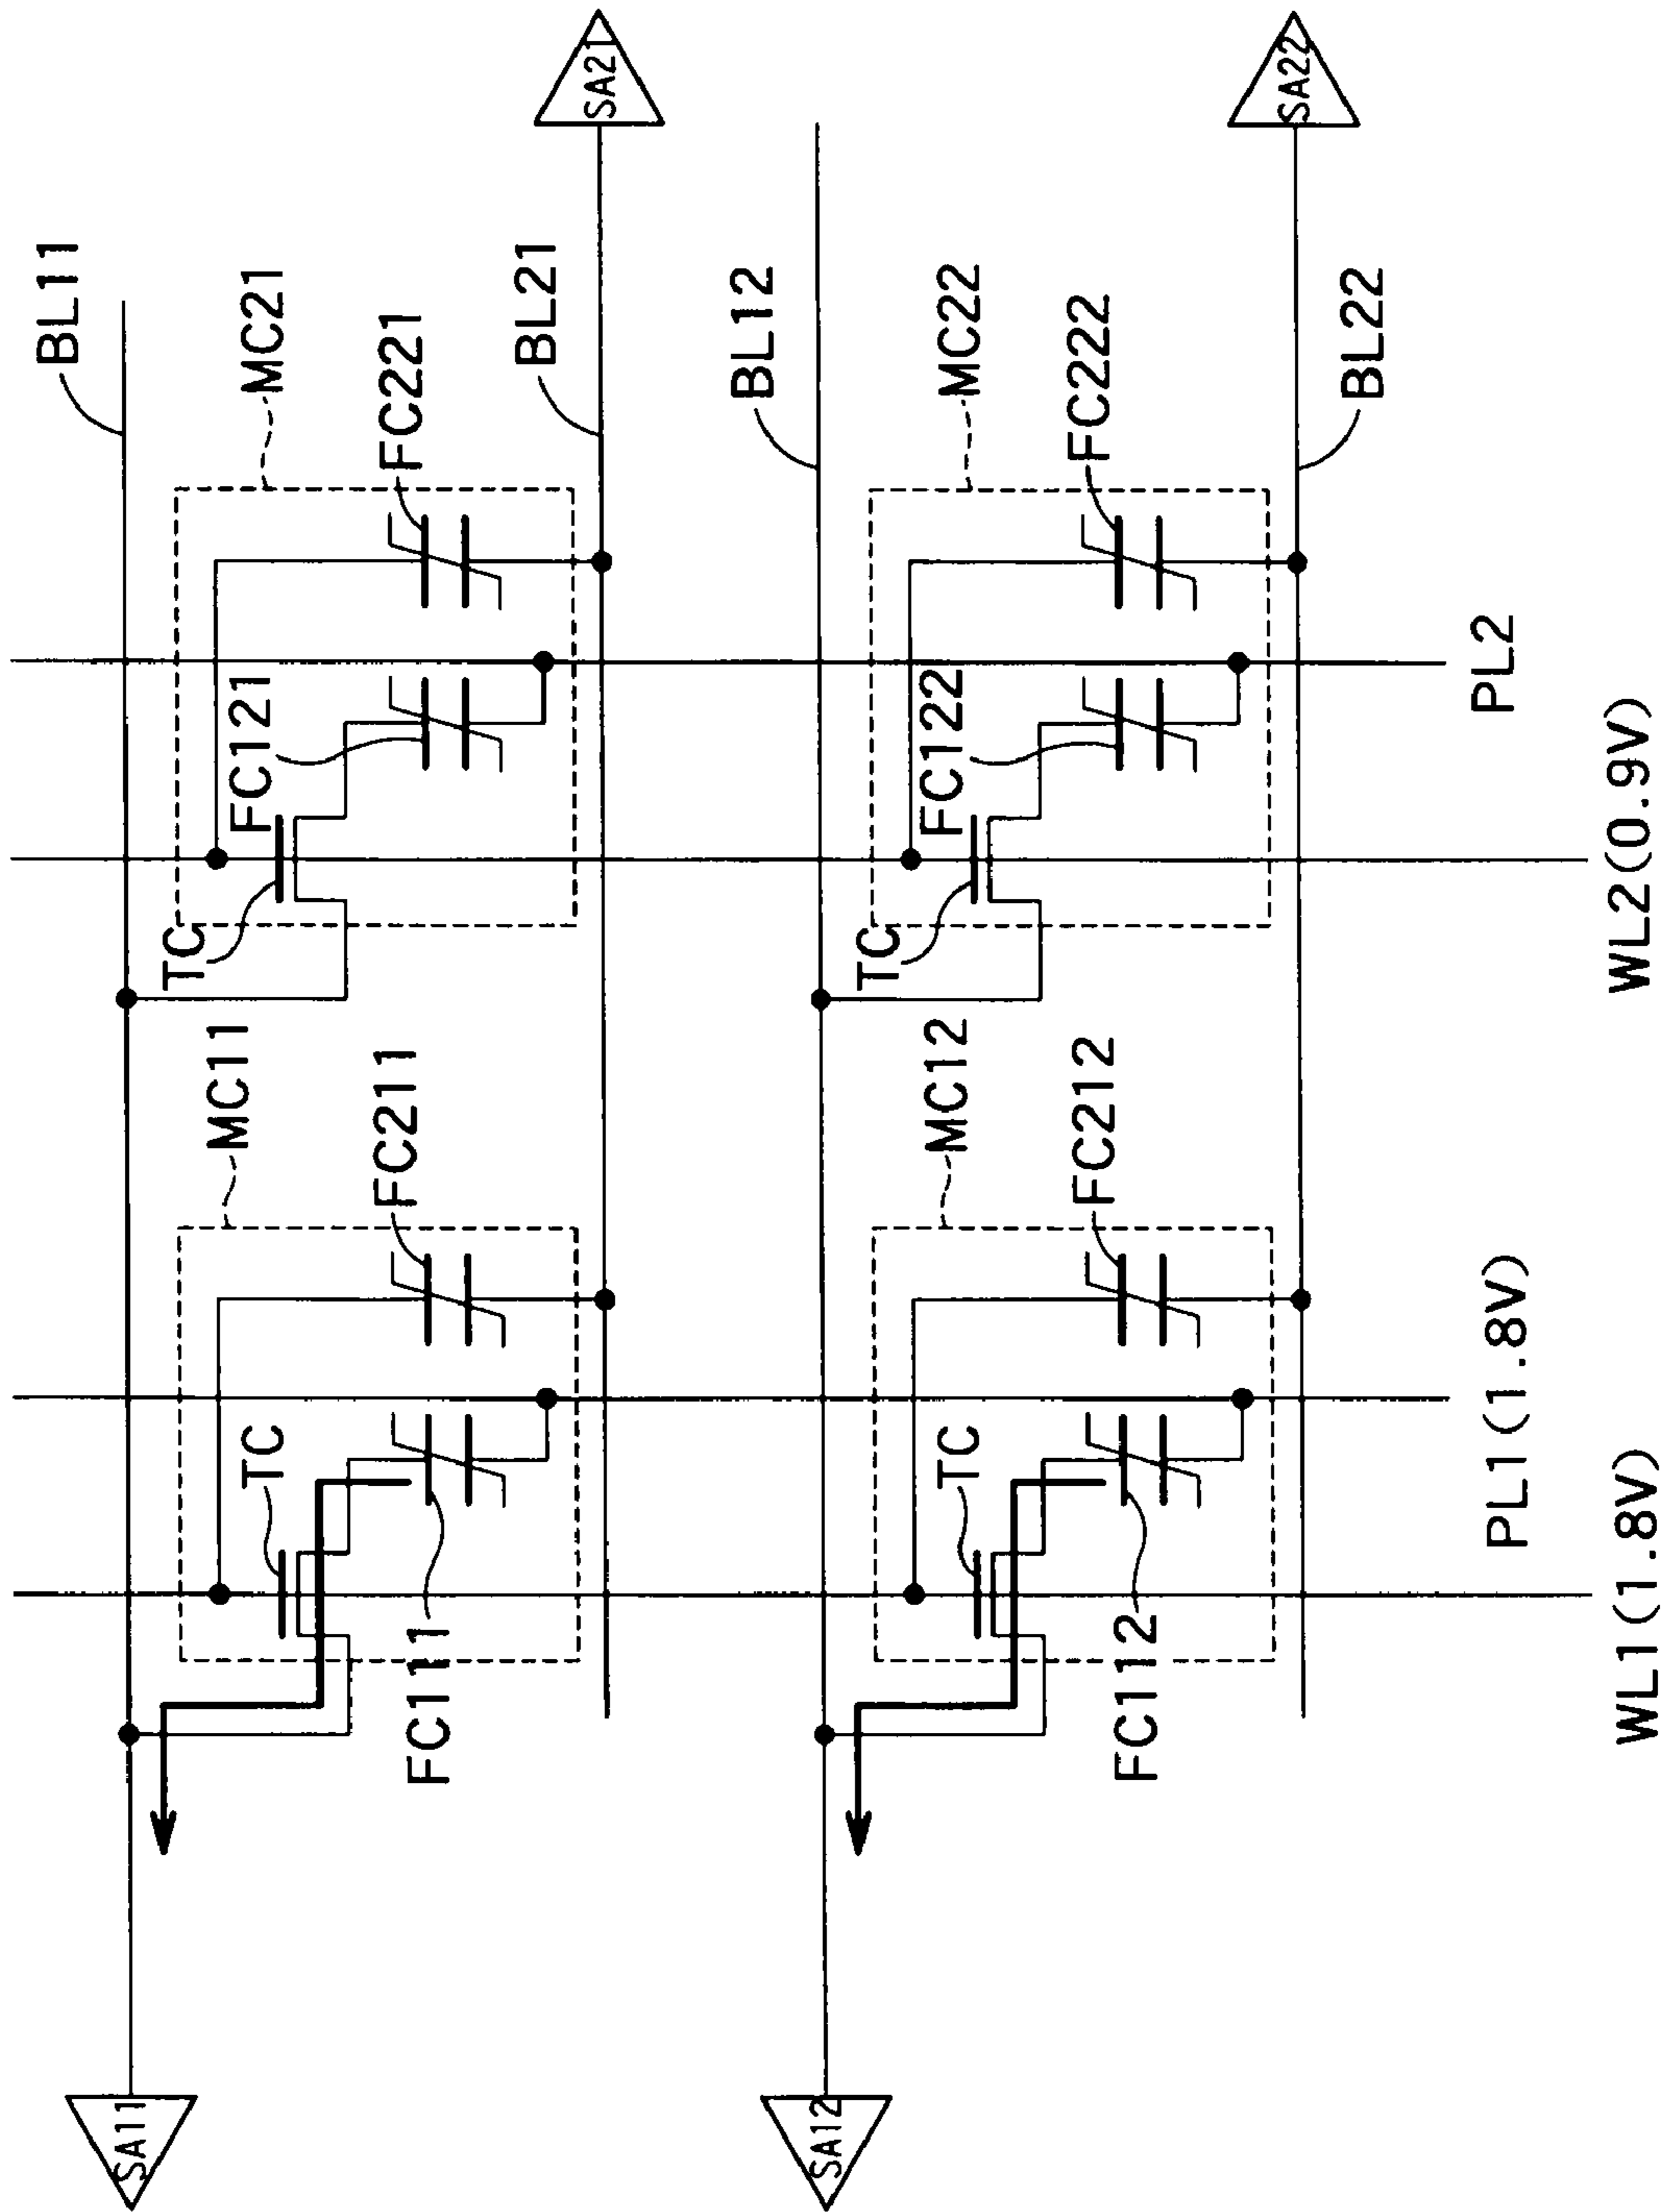 BL11
MC21
FC221
BL21
SA21
FC121
TC
MC11
FC211
TC
FC111
SA11
BL12
MC22
FC222
BL22
SA22
FC122
TC
MC12
FC212
TC
FC112
SA12
PL2
WL2(0.9V)
PL1(1.8V)
WL1(1.8V)